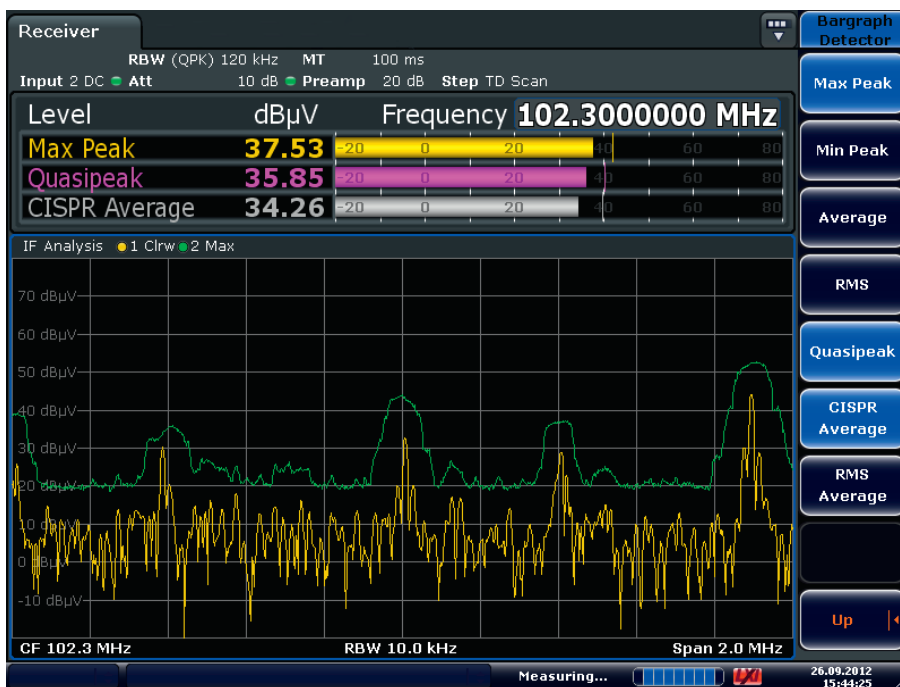 Receiver
RBW (QPK) 120 kHz MT 100 ms
Input 2 DC Att 10 dB Preamp 20 dB Step TD Scan
Level dBµV Frequency 102.3000000 MHz
Max Peak 37.53 -20 0 20 40 60 80
Quasipeak 35.85 -20 0 20 40 60 80
CISPR Average 34.26 -20 0 20 40 60 80
IF Analysis 1 Clrw 2 Max
70 dBµV
60 dBµV
50 dBµV
40 dBµV
30 dBµV
20 dBµV
0 dBµV
-10 dBµV
CF 102.3 MHz RBW 10.0 kHz Span 2.0 MHz
Measuring... LXI 26.09.2012
15:44:25
Bargraph
Detector
Max Peak
Min Peak
Average
RMS
Quasipeak
CISPR
Average
RMS
Average
Up